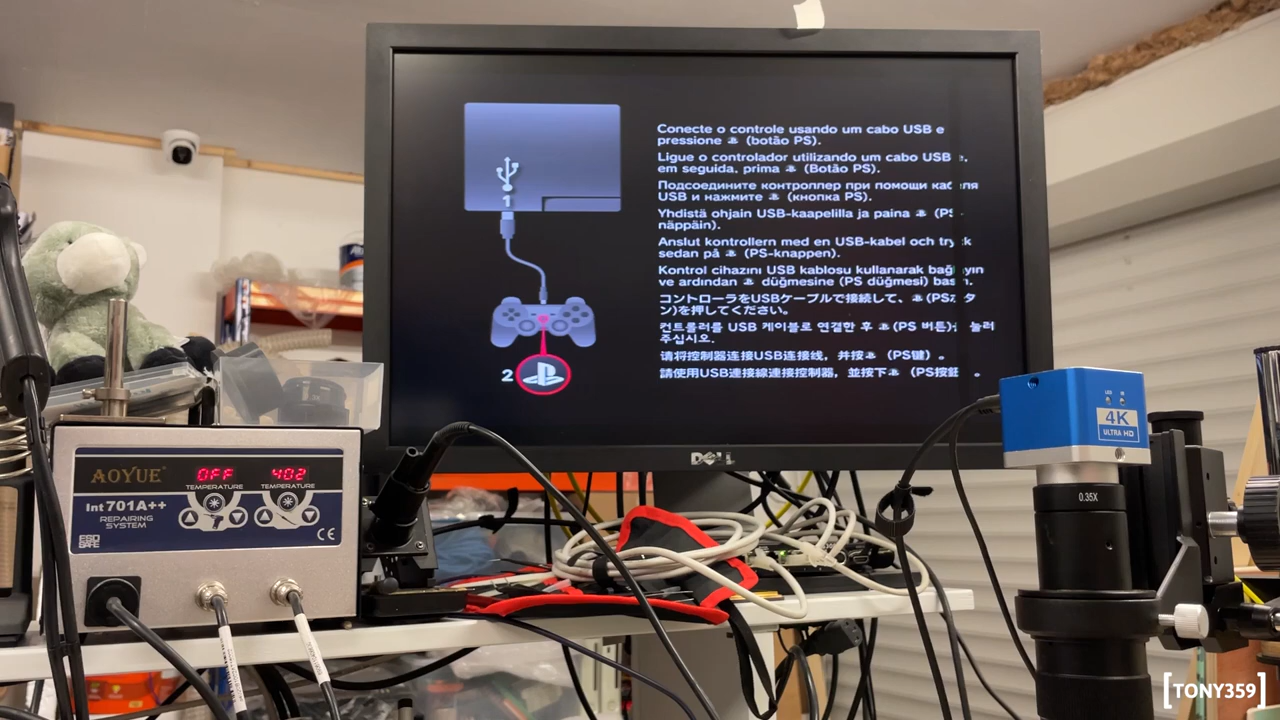 Conecte o controle usando um cabo USB e
pressione (botão PS).
Ligue o controlador utilizando um cabo USB e,
em seguida, prima (Botão PS).
Подсоедините контроллер при помощи кабеля
USB и нажмите (кнопка PS).
Yhdistä ohjain USB-kaapelilla ja paina (PS-
näppäin).
Anslut kontrollern med en USB-kabel och tryck
sedan på (PS-knappen).
Kontrol cihazını USB kablosu kullanarak bağlayın
ve ardından düğmesine (PS düğmesi) basın.
コントローラをUSBケーブルで接続して、(PSボタ
ン)を押してください。
컨트롤러를 USB 케이블로 연결한 후 (PS 버튼)을 눌러
주십시오.
请将控制器连接USB连接线，并按 (PS键) 。
請使用USB連接線連接控制器，並按下 (PS按鈕) 。
1
2
DELL
AOYUE
Int 701A++
REPAIRING
SYSTEM
ESD
SAFE
OFF
402
TEMPERATURE
TEMPERATURE
CE
4K
ULTRA HD
0.35X
[TONY359]